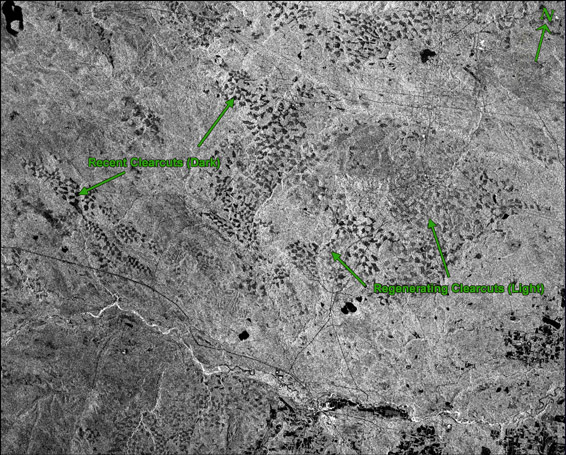 N
Recent Clearcuts (Dark)
Regenerating Clearcuts (Light)